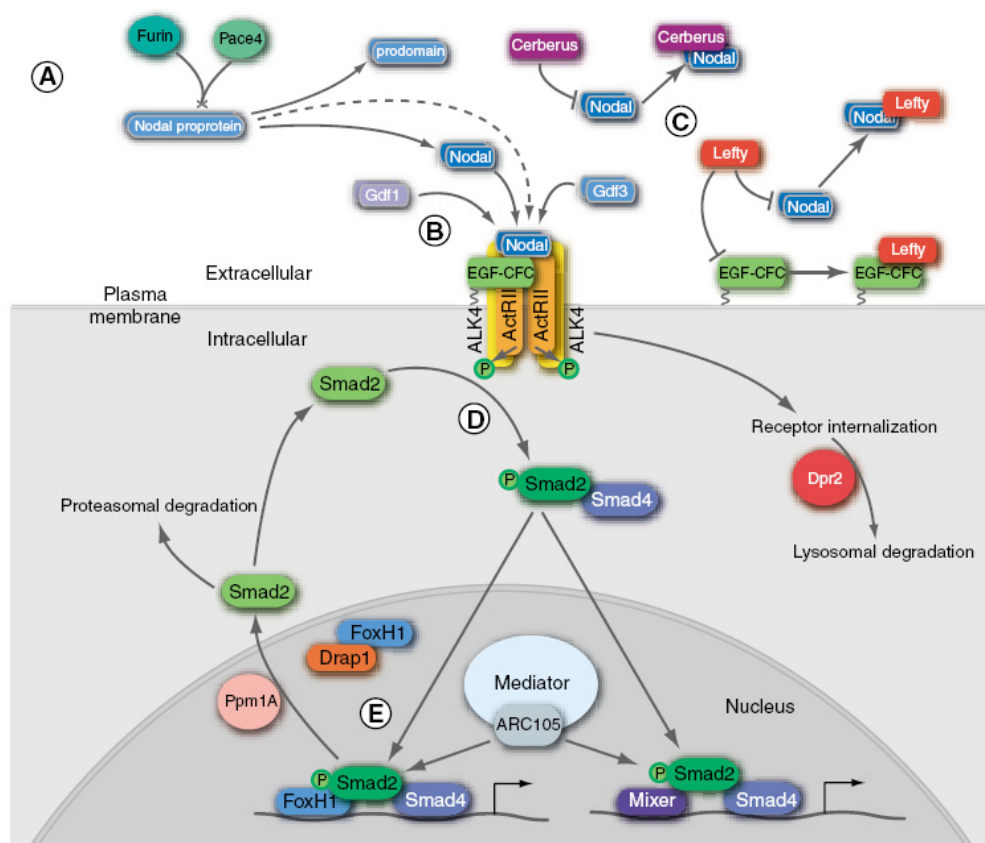 Furin
Pace4
A
prodomain
Nodal proprotein
Nodal
Cerberus
Nodal
Cerberus
Nodal
C
Lefty
Nodal
Nodal
Lefty
Gdf1
B
Gdf3
Nodal
EGF-CFC
ActRII
ActRII
ALK4
ALK4
P
P
EGF-CFC
Lefty
EGF-CFC
Extracellular
Plasma
membrane
Intracellular
Smad2
D
P
Smad2
Smad4
Receptor internalization
Dpr2
Lysosomal degradation
Proteasomal degradation
Smad2
Ppm1A
FoxH1
Drap1
E
Mediator
ARC105
Nucleus
P
Smad2
FoxH1
Smad4
P
Smad2
Mixer
Smad4